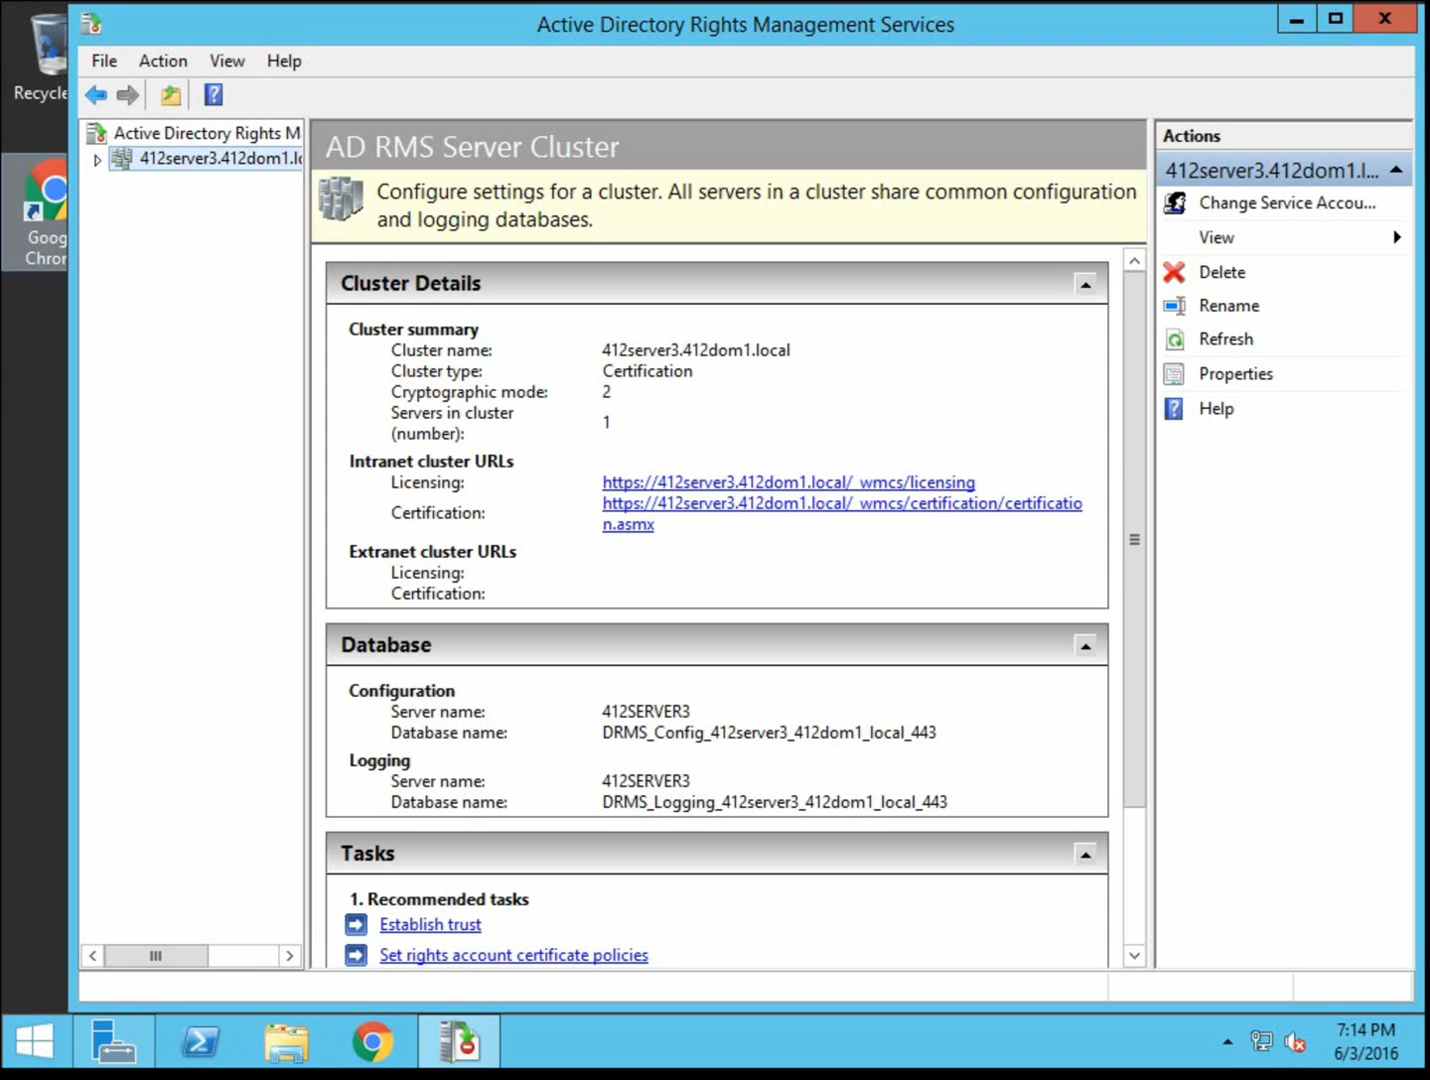 Active Directory Rights Management Services
Recycle
File Action View Help
Active Directory Rights M
412server3.412dom1.lo
Goog
Chron
AD RMS Server Cluster
Configure settings for a cluster. All servers in a cluster share common configuration
and logging databases.
Cluster Details
Cluster summary
Cluster name: 412server3.412dom1.local
Cluster type: Certification
Cryptographic mode: 2
Servers in cluster
(number): 1
Intranet cluster URLs
Licensing: https://412server3.412dom1.local/_wmcs/licensing
Certification: https://412server3.412dom1.local/_wmcs/certification/certificatio
n.asmx
Extranet cluster URLs
Licensing:
Certification:
Database
Configuration
Server name: 412SERVER3
Database name: DRMS_Config_412server3_412dom1_local_443
Logging
Server name: 412SERVER3
Database name: DRMS_Logging_412server3_412dom1_local_443
Tasks
1. Recommended tasks
Establish trust
Set rights account certificate policies
Actions
412server3.412dom1.l...
Change Service Accou...
View
Delete
Rename
Refresh
Properties
Help
7:14 PM
6/3/2016